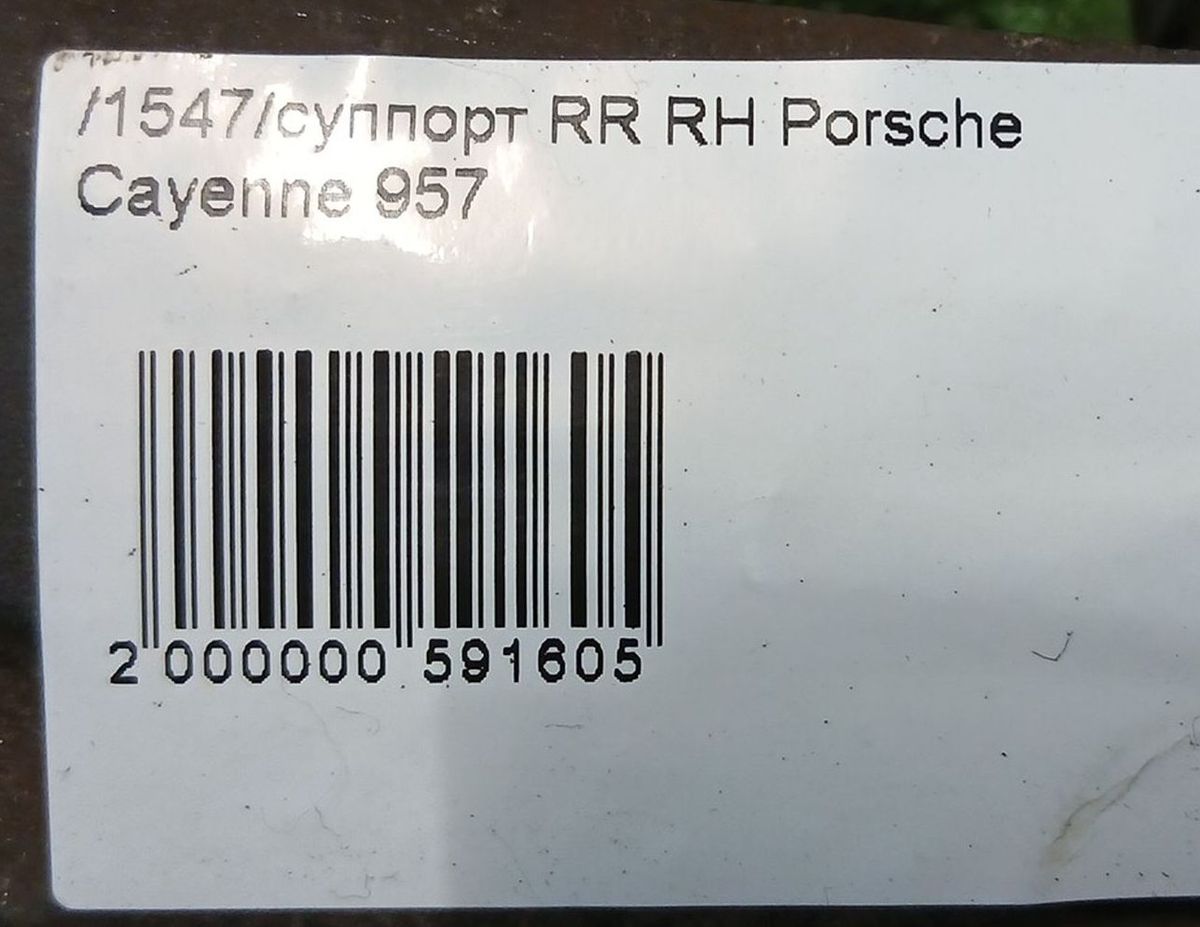 /1547/суппорт RR RH Porsche
Cayenne 957
2 000000 591605